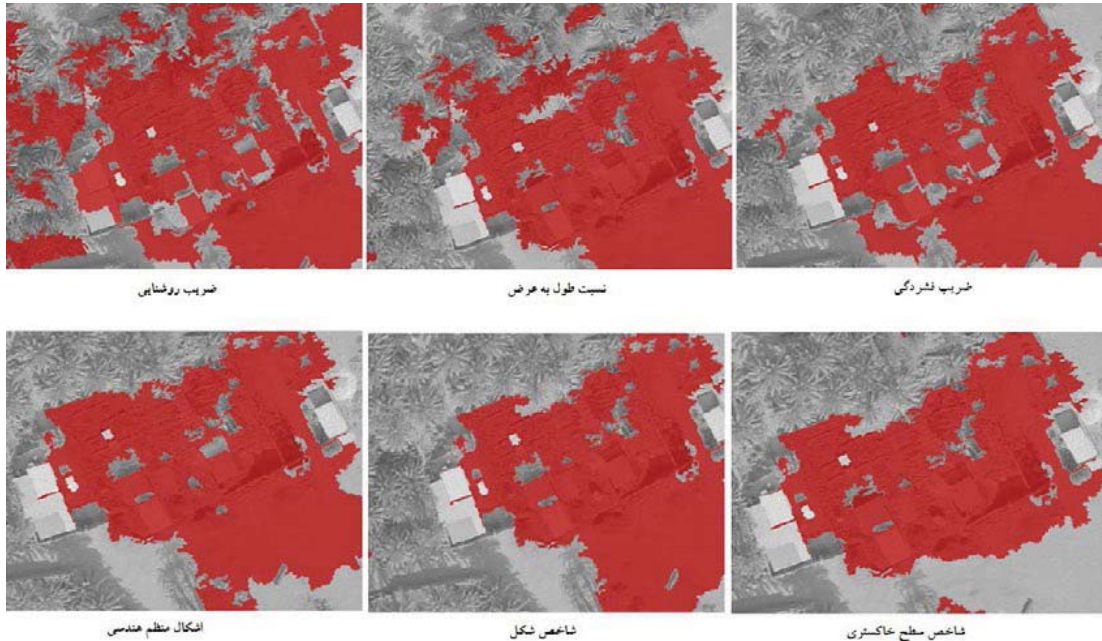 ضریب فشردگی
نسبت طول به عرض
ضریب روشنایی
شاخص سطح خاکستری
شاخص شکل
اشکال منظم هندسی